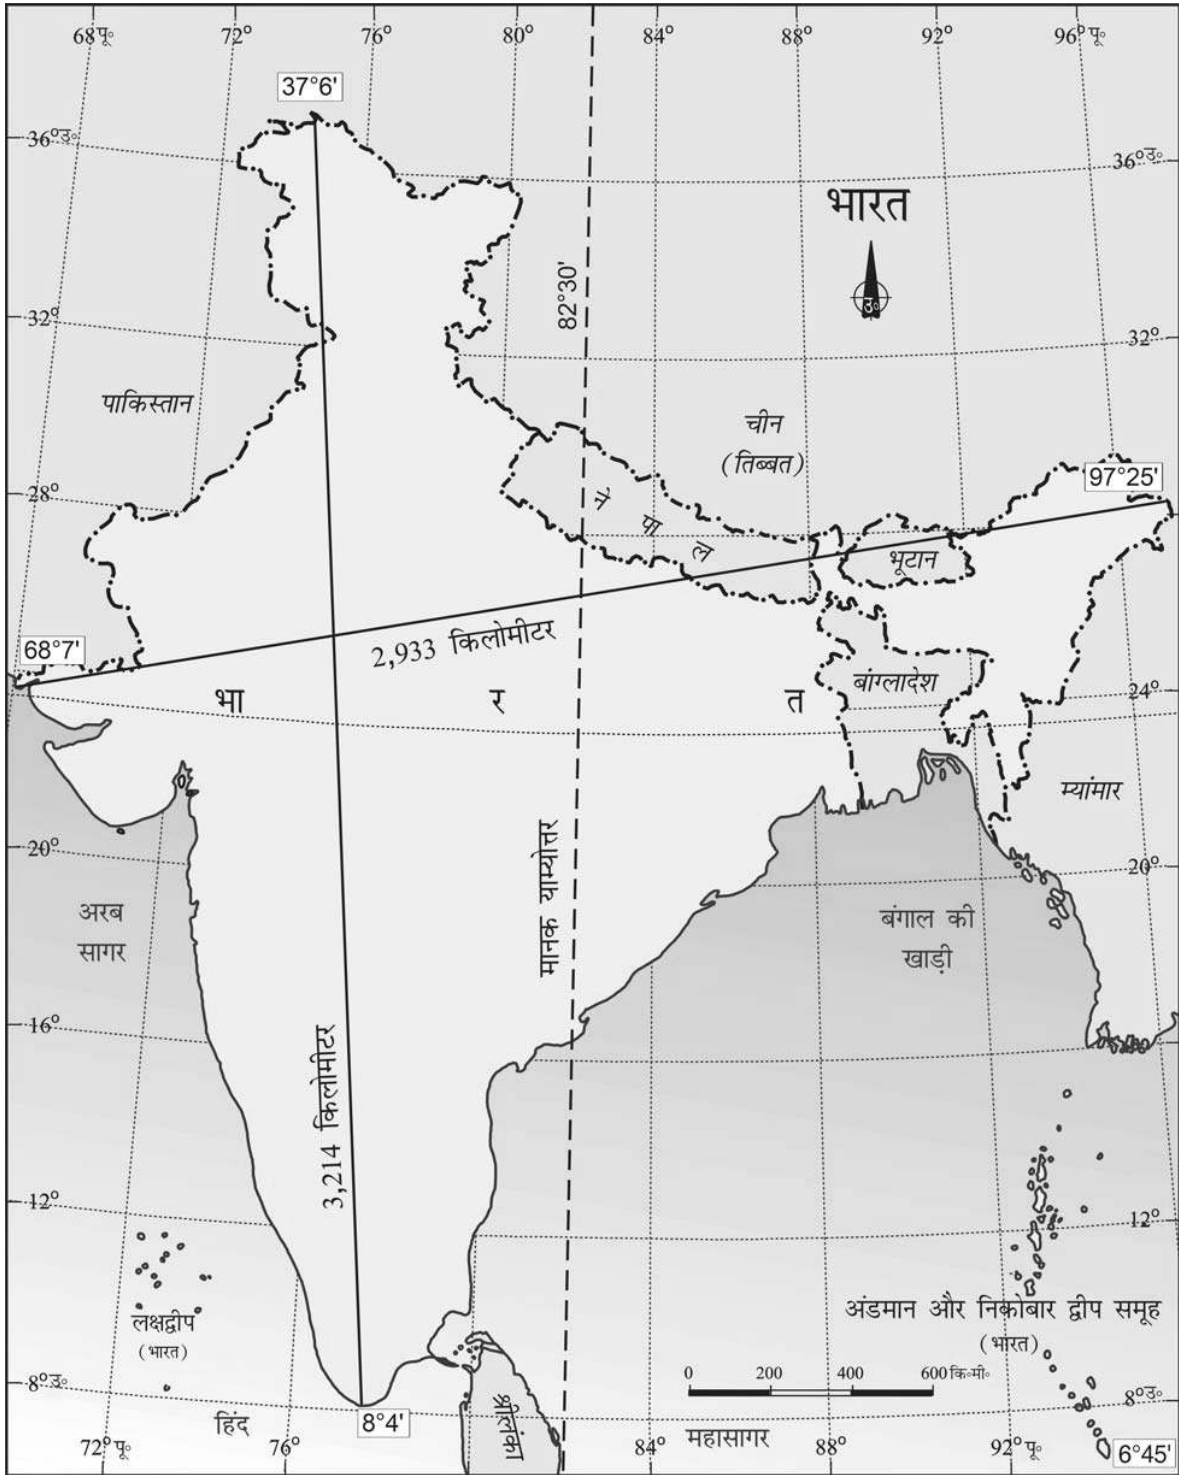 68°पू॰ 72° 76° 80° 84° 88° 92° 96°पू॰
37°6'
36°उ॰ 36°उ॰
भारत
उ॰
82°30'
32° 32°
पाकिस्तान
चीन
(तिब्बत)
97°25'
28°
नेपाल
भूटान
2,933 किलोमीटर
68°7'
भा र त
बांग्लादेश
24°
म्यांमार
मानक याम्योत्तर
20° 20°
अरब
सागर
बंगाल की
खाड़ी
16°
3,214 किलोमीटर
12° 12°
लक्षद्वीप
(भारत)
अंडमान और निकोबार द्वीप समूह
(भारत)
0 200 400 600 कि॰मी॰
8°उ॰ 8°उ॰
8°4'
हिंद
श्रीलंका
महासागर
72°पू॰ 76° 84° 88° 92°पू॰
6°45'